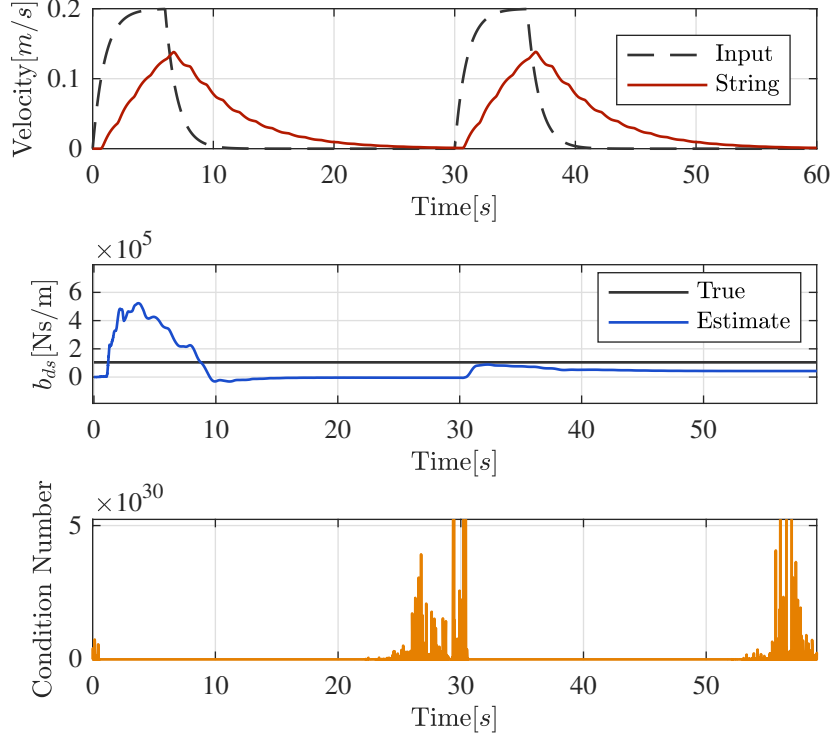 0.2
0.1
0
Velocity[m/s]
Input
String
0 10 20 30 40 50 60
Time[s]
×10^5
6
4
2
0
b_{ds}[Ns/m]
True
Estimate
0 10 20 30 40 50
Time[s]
×10^30
5
0
Condition Number
0 10 20 30 40 50
Time[s]